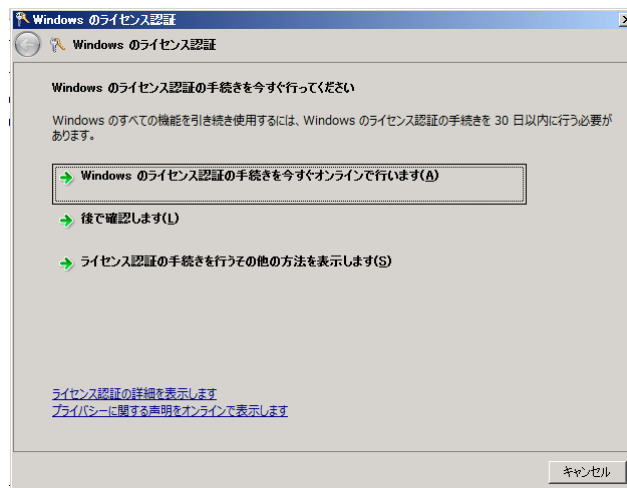 Windows のライセンス認証
Windows のライセンス認証
Windows のライセンス認証の手続きを今すぐ行ってください
Windows のすべての機能を引き続き使用するには、Windows のライセンス認証の手続きを 30 日以内に行う必要が
あります。
Windows のライセンス認証の手続きを今すぐオンラインで行います(A)
後で確認します(L)
ライセンス認証の手続きを行うその他の方法を表示します(S)
ライセンス認証の詳細を表示します
プライバシーに関する声明をオンラインで表示します
キャンセル